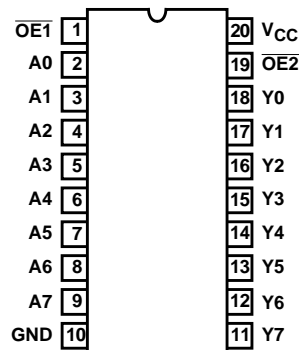 O̅E̅1̅ 1 20 VCC
A0 2 19 O̅E̅2̅
A1 3 18 Y0
A2 4 17 Y1
A3 5 16 Y2
A4 6 15 Y3
A5 7 14 Y4
A6 8 13 Y5
A7 9 12 Y6
GND 10 11 Y7